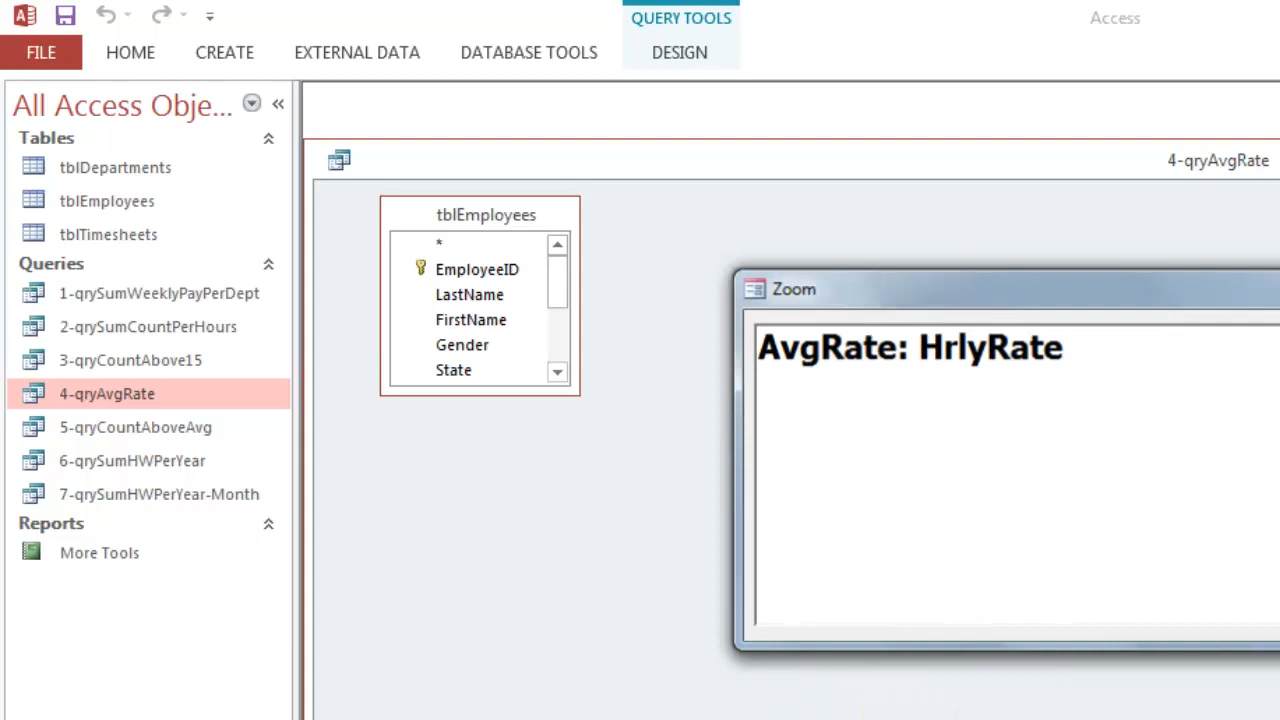 QUERY TOOLS
Access
FILE
HOME
CREATE
EXTERNAL DATA
DATABASE TOOLS
DESIGN
All Access Obje...
Tables
tblDepartments
tblEmployees
tblTimesheets
Queries
1-qrySumWeeklyPayPerDept
2-qrySumCountPerHours
3-qryCountAbove15
4-qryAvgRate
5-qryCountAboveAvg
6-qrySumHWPerYear
7-qrySumHWPerYear-Month
Reports
More Tools
4-qryAvgRate
tblEmployees
*
EmployeeID
LastName
FirstName
Gender
State
Zoom
AvgRate: HrlyRate